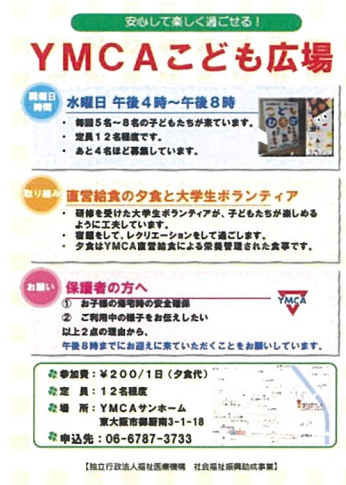 安心して楽しく過ごせる！
YMCAこども広場
開催日
時間
水曜日 午後4時～午後8時
・ 毎回5名～8名の子どもたちが来ています。
・ 定員12名程度です。
・ あと4名ほど募集しています。
取り組み
直営給食の夕食と大学生ボランティア
・ 研修を受けた大学生ボランティアが、子どもたちが楽しめる
ように工夫しています。
・ 宿題をして、レクリエーションをして過ごします。
・ 夕食はYMCA直営給食による栄養管理された食事です。
お願い
保護者の方へ
① お子様の帰宅時の安全確保
② ご利用中の様子をお伝えしたい
以上2点の理由から、
午後8時までにお迎えに来ていただくことをお願いしています。
YMCA
参加費：￥200/1日（夕食代）
定 員：12名程度
場 所：YMCAサンホーム
東大阪市御厨南3-1-18
申込先：06-6787-3733
【独立行政法人福祉医療機構 社会福祉振興助成事業】